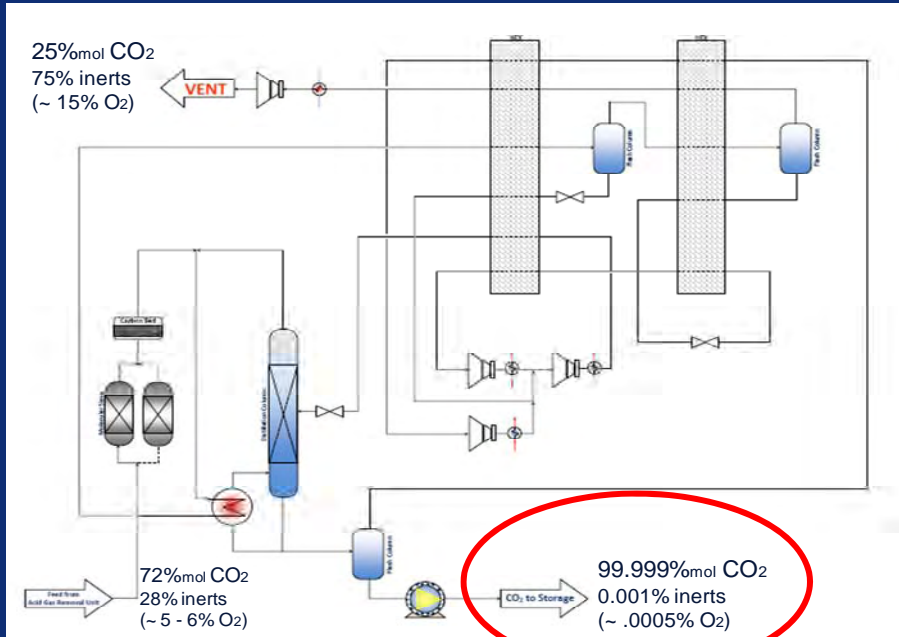 25%mol CO2
75% inerts
(~ 15% O2)
VENT
Flash Column
Flash Column
Carbon Bed
Distillation Column
Flash Column
Feed from
Acid Gas Removal Unit
72%mol CO2
28% inerts
(~ 5 - 6% O2)
CO2 to Storage
99.999%mol CO2
0.001% inerts
(~ .0005% O2)